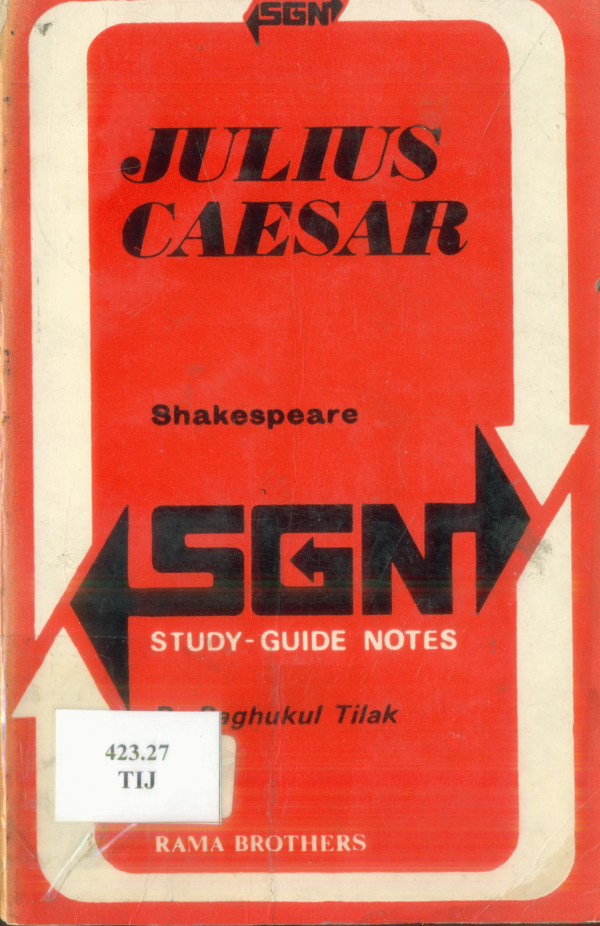 SGN
JULIUS
CAESAR
Shakespeare
SGN
STUDY-GUIDE NOTES
Raghukul Tilak
423.27
TIJ
RAMA BROTHERS